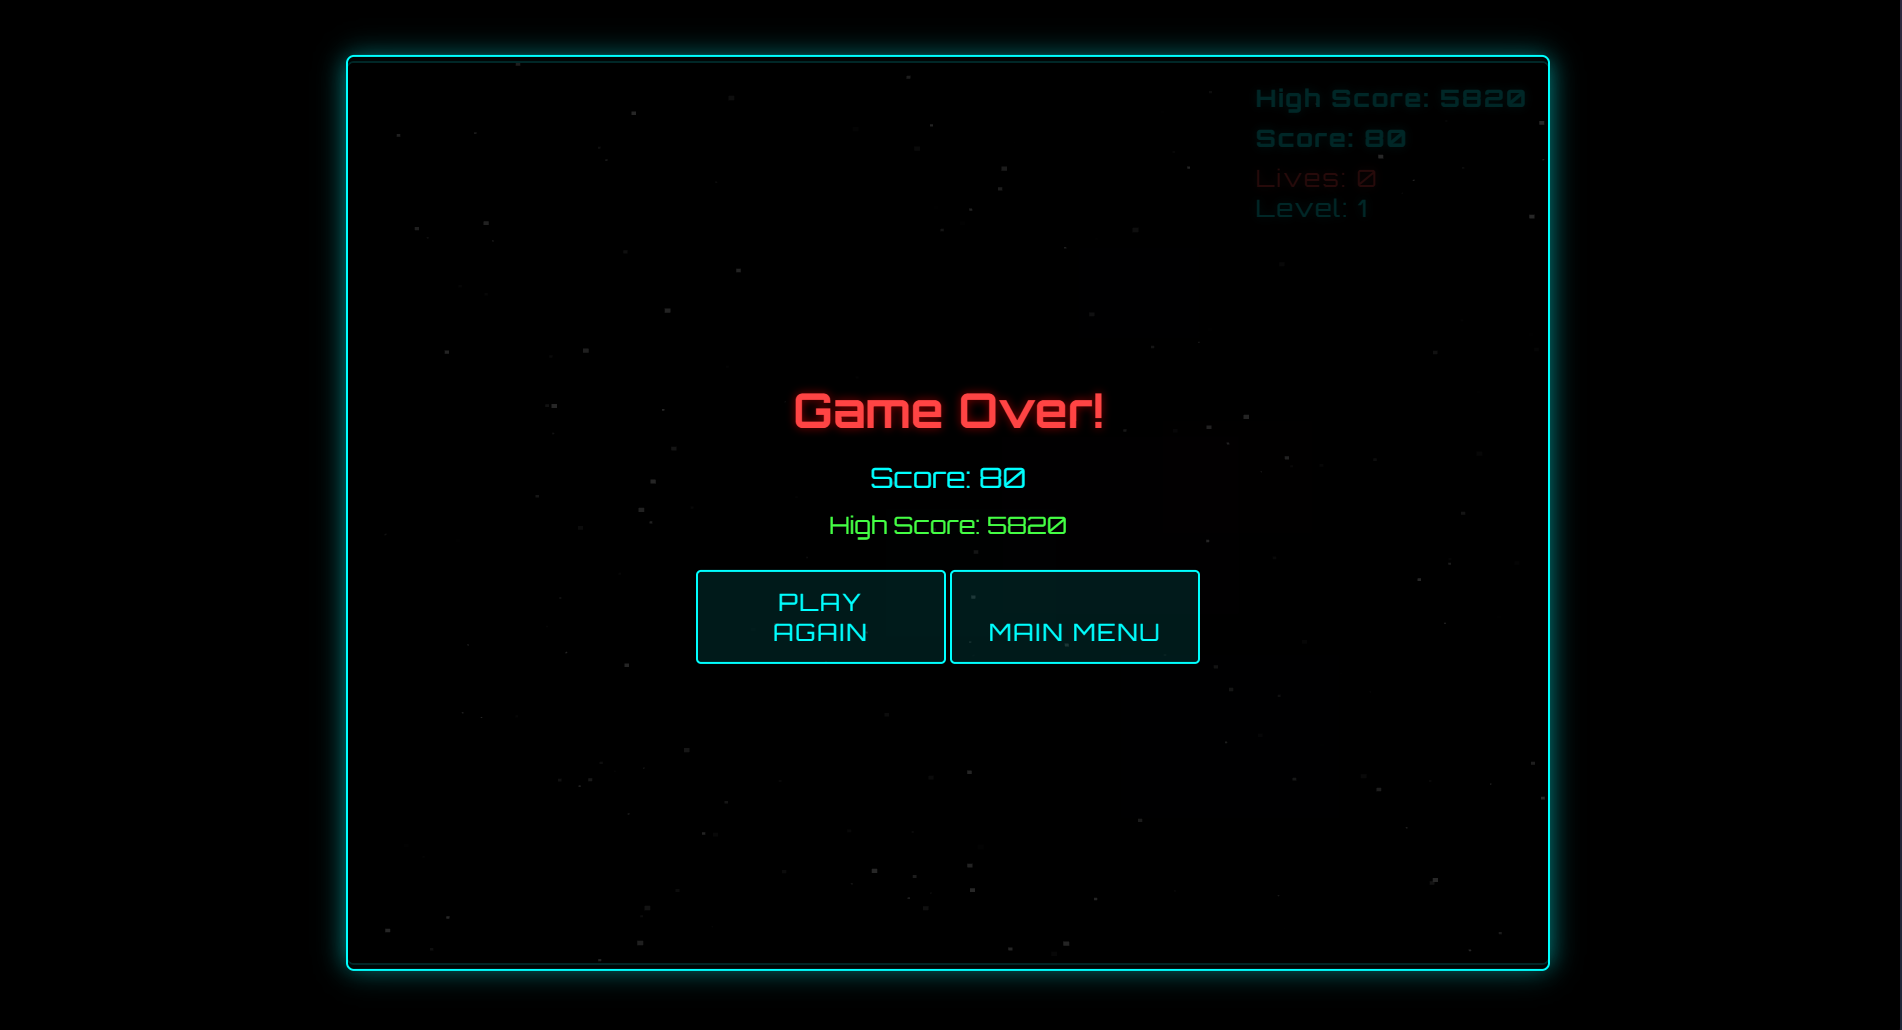 High Score: 5820
Score: 80
Lives: 0
Level: 1
Game Over!
Score: 80
High Score: 5820
PLAY
AGAIN
MAIN MENU